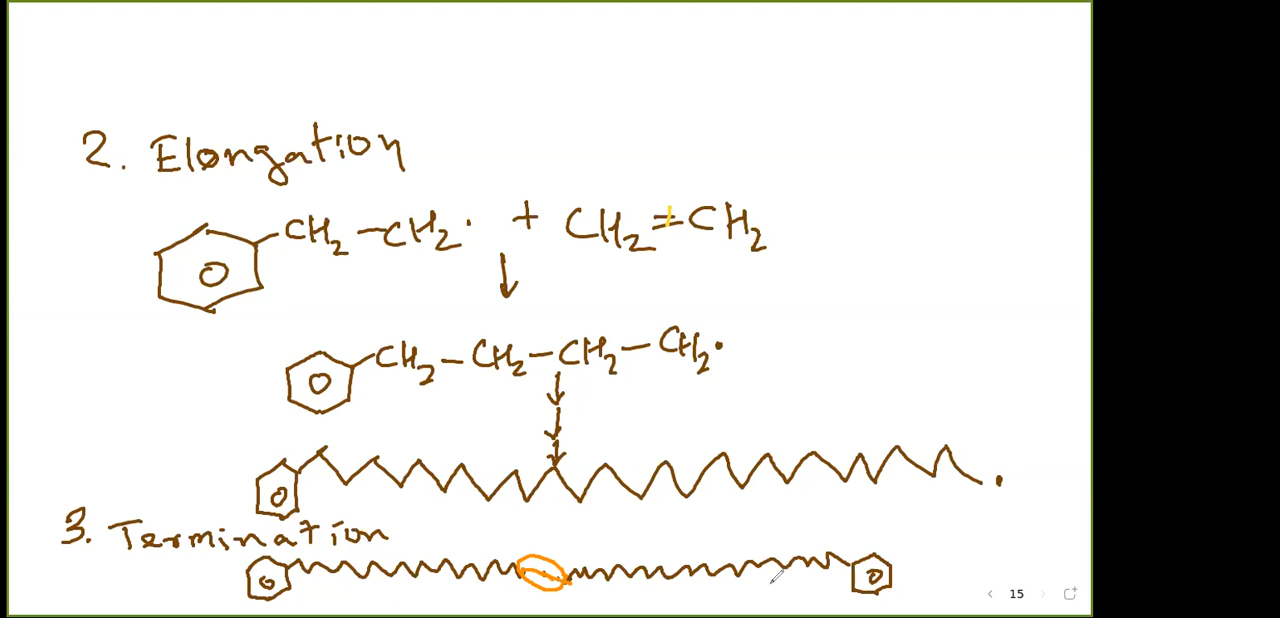 2. Elongation
CH2-CH2· + CH2=CH2
CH2-CH2-CH2-CH2·
3. Termination
15